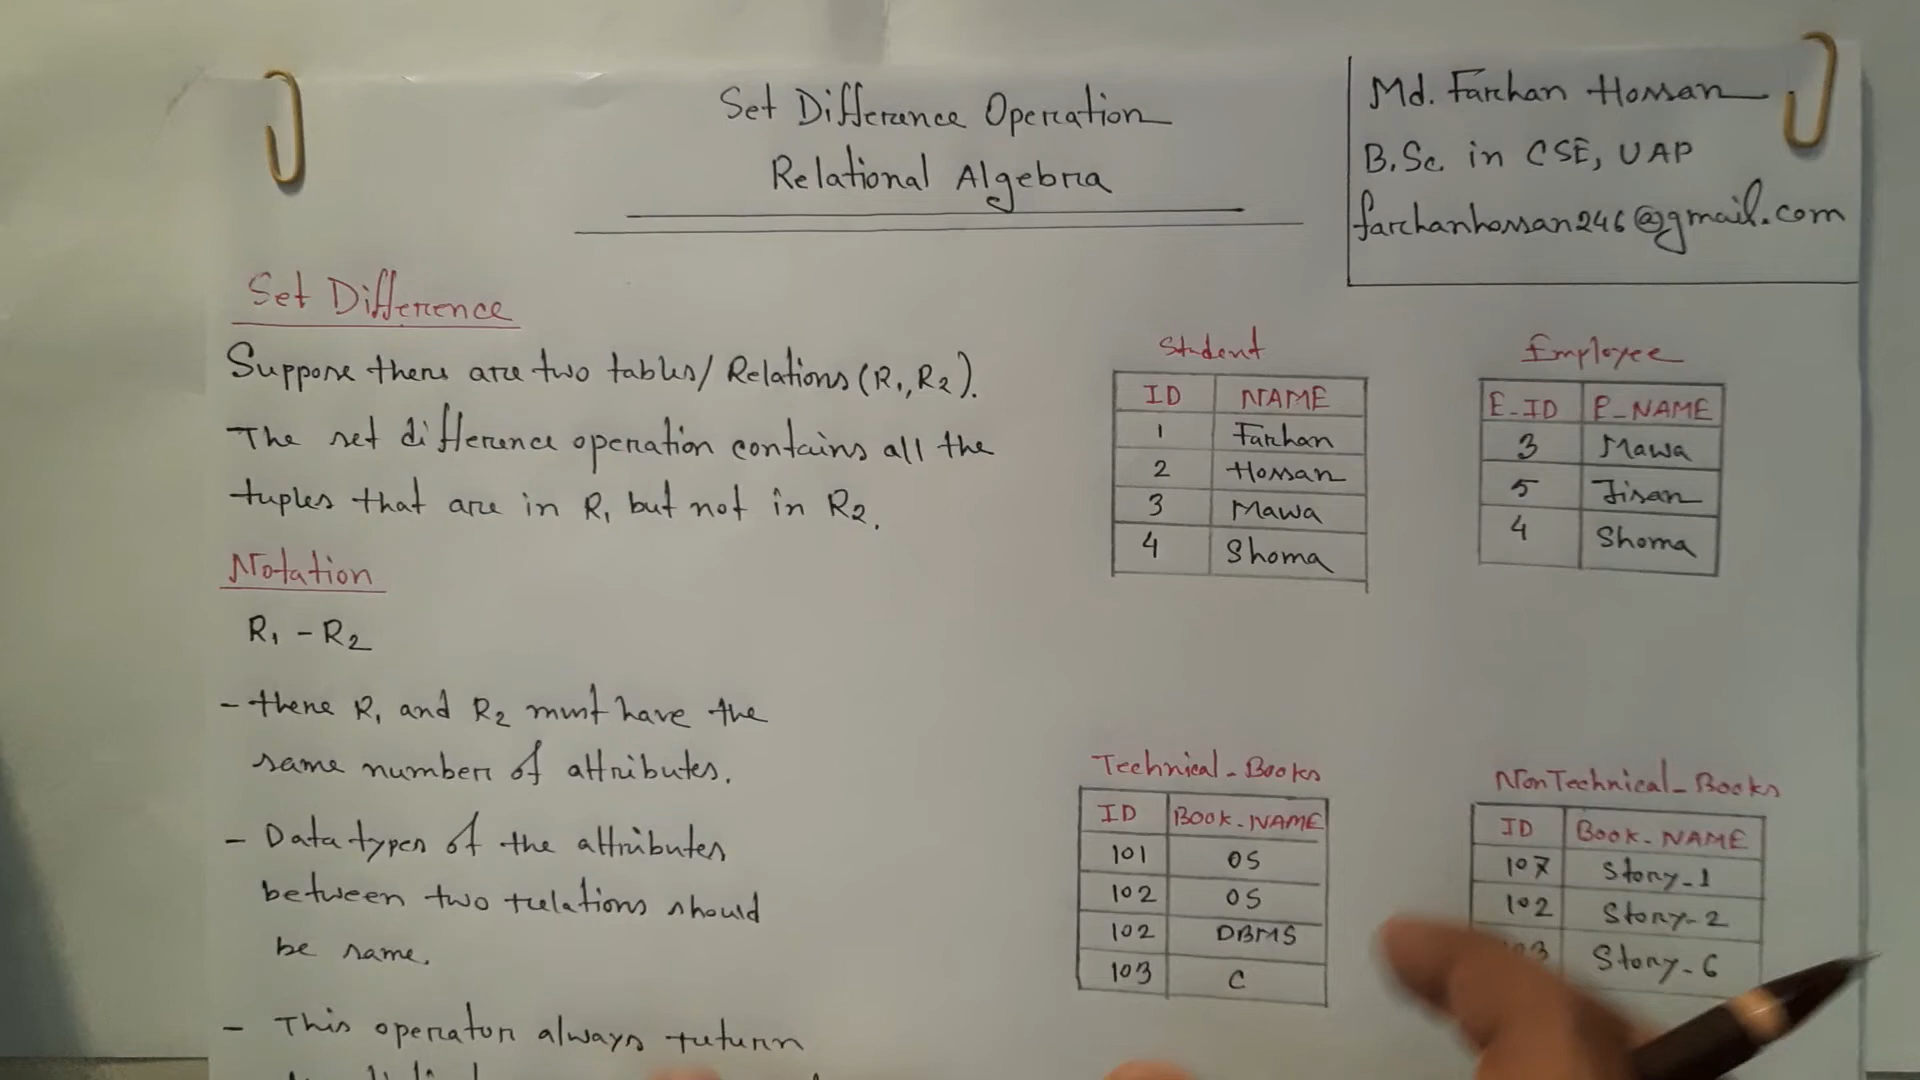 Set Difference Operation
Relational Algebra
Md. Farhan Hossan
B.Sc. in CSE, UAP
farhanhossan246@gmail.com
Set Difference
Suppose there are two tables/ Relations (R1, R2).
The set difference operation contains all the
tuples that are in R1 but not in R2.
Notation
R1 - R2
- there R1 and R2 must have the
same number of attributes.
- Data types of the attributes
between two relations should
be same.
- This operator always return
Student
ID NAME
1 Farhan
2 Hossan
3 Mawa
4 Shoma
Employee
E_ID E_NAME
3 Mawa
5 Jisan
4 Shoma
Technical_Books
ID BOOK_NAME
101 OS
102 OS
102 DBMS
103 C
NonTechnical_Books
ID BOOK_NAME
107 Story_1
102 Story_2
Story_6